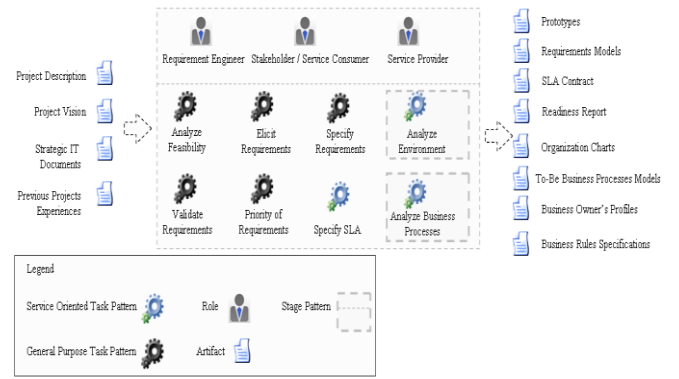 Requirement Engineer
Stakeholder / Service Consumer
Service Provider
Project Description
Project Vision
Strategic IT
Documents
Previous Projects
Experiences
Analyze
Feasibility
Elicit
Requirements
Specify
Requirements
Analyze
Environment
Validate
Requirements
Priority of
Requirements
Specify SLA
Analyze Business
Processes
Prototypes
Requirements Models
SLA Contract
Readiness Report
Organization Charts
To-Be Business Processes Models
Business Owner's Profiles
Business Rules Specifications
Legend
Service Oriented Task Pattern
Role
Stage Pattern
General Purpose Task Pattern
Artifact